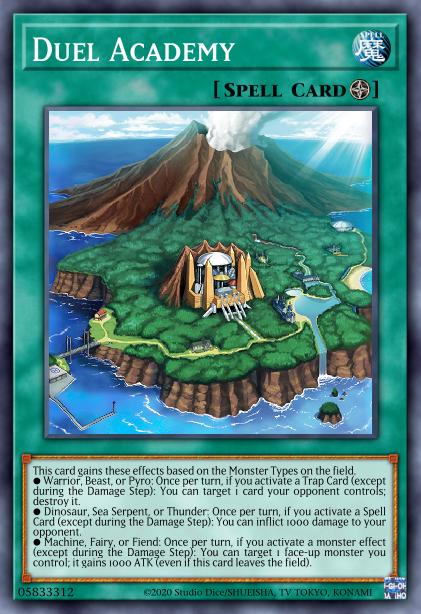 DUEL ACADEMY
SPELL
魔
[SPELL CARD]
This card gains these effects based on the Monster Types on the field.
● Warrior, Beast, or Pyro: Once per turn, if you activate a Trap Card (except
during the Damage Step): You can target 1 card your opponent controls;
destroy it.
● Dinosaur, Sea Serpent, or Thunder: Once per turn, if you activate a Spell
Card (except during the Damage Step): You can inflict 1000 damage to your
opponent.
● Machine, Fairy, or Fiend: Once per turn, if you activate a monster effect
(except during the Damage Step): You can target 1 face-up monster you
control; it gains 1000 ATK (even if this card leaves the field).
05833312
©2020 Studio Dice/SHUEISHA, TV TOKYO, KONAMI